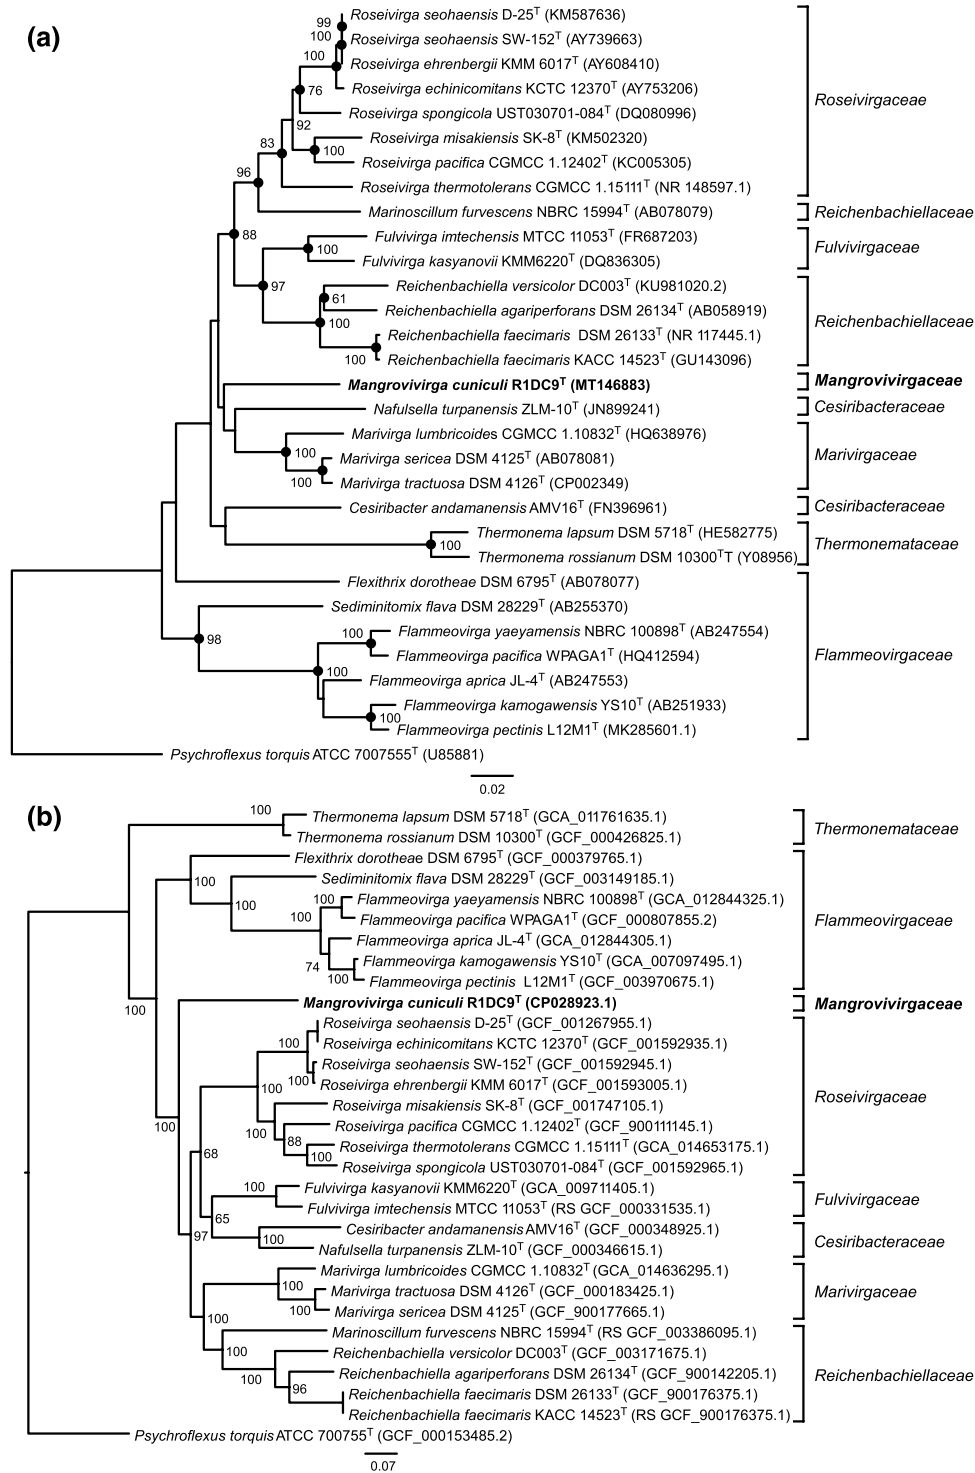 (a)
Roseivirga seohaensis D-25T (KM587636)
99
Roseivirga seohaensis SW-152T (AY739663)
100
Roseivirga ehrenbergii KMM 6017T (AY608410)
100
Roseivirga echinicomitans KCTC 12370T (AY753206)
76
Roseivirgaceae
Roseivirga spongicola UST030701-084T (DQ080996)
92
Roseivirga misakiensis SK-8T (KM502320)
83
100
Roseivirga pacifica CGMCC 1.12402T (KC005305)
96
Roseivirga thermotolerans CGMCC 1.15111T (NR 148597.1)
Marinoscillum furvescens NBRC 15994T (AB078079)
Reichenbachiellaceae
88
Fulvivirga imtechensis MTCC 11053T (FR687203)
100
Fulvivirgaceae
Fulvivirga kasyanovii KMM6220T (DQ836305)
97
Reichenbachiella versicolor DC003T (KU981020.2)
61
Reichenbachiella agariperforans DSM 26134T (AB058919)
100
Reichenbachiellaceae
Reichenbachiella faecimaris DSM 26133T (NR 117445.1)
100
Reichenbachiella faecimaris KACC 14523T (GU143096)
Mangrovivirga cuniculi R1DC9T (MT146883)
Mangrovivirgaceae
Nafulsella turpanensis ZLM-10T (JN899241)
Cesiribacteraceae
Marivirga lumbricoides CGMCC 1.10832T (HQ638976)
100
Marivirgaceae
Marivirga sericea DSM 4125T (AB078081)
100
Marivirga tractuosa DSM 4126T (CP002349)
Cesiribacter andamanensis AMV16T (FN396961)
Cesiribacteraceae
Thermonema lapsum DSM 5718T (HE582775)
100
Thermonemataceae
Thermonema rossianum DSM 10300TT (Y08956)
Flexithrix dorotheae DSM 6795T (AB078077)
Sediminitomix flava DSM 28229T (AB255370)
98
Flammeovirga yaeyamensis NBRC 100898T (AB247554)
100
Flammeovirga pacifica WPAGA1T (HQ412594)
Flammeovirgaceae
100
Flammeovirga aprica JL-4T (AB247553)
Flammeovirga kamogawensis YS10T (AB251933)
100
Flammeovirga pectinis L12M1T (MK285601.1)
Psychroflexus torquis ATCC 7007555T (U85881)
0.02
(b)
100
Thermonema lapsum DSM 5718T (GCA_011761635.1)
Thermonemataceae
Thermonema rossianum DSM 10300T (GCF_000426825.1)
Flexithrix dorotheae DSM 6795T (GCF_000379765.1)
100
Sediminitomix flava DSM 28229T (GCF_003149185.1)
100
Flammeovirga yaeyamensis NBRC 100898T (GCA_012844325.1)
100
100
Flammeovirga pacifica WPAGA1T (GCF_000807855.2)
Flammeovirgaceae
Flammeovirga aprica JL-4T (GCA_012844305.1)
74
Flammeovirga kamogawensis YS10T (GCA_007097495.1)
100
Flammeovirga pectinis L12M1T (GCF_003970675.1)
100
Mangrovivirga cuniculi R1DC9T (CP028923.1)
Mangrovivirgaceae
Roseivirga seohaensis D-25T (GCF_001267955.1)
100
Roseivirga echinicomitans KCTC 12370T (GCF_001592935.1)
Roseivirga seohaensis SW-152T (GCF_001592945.1)
100
100
Roseivirga ehrenbergii KMM 6017T (GCF_001593005.1)
Roseivirgaceae
Roseivirga misakiensis SK-8T (GCF_001747105.1)
100
100
Roseivirga pacifica CGMCC 1.12402T (GCF_900111145.1)
88
Roseivirga thermotolerans CGMCC 1.15111T (GCA_014653175.1)
68
100
Roseivirga spongicola UST030701-084T (GCF_001592965.1)
100
Fulvivirga kasyanovii KMM6220T (GCA_009711405.1)
Fulvivirgaceae
Fulvivirga imtechensis MTCC 11053T (RS GCF_000331535.1)
65
Cesiribacter andamanensis AMV16T (GCF_000348925.1)
97
100
Cesiribacteraceae
Nafulsella turpanensis ZLM-10T (GCF_000346615.1)
Marivirga lumbricoides CGMCC 1.10832T (GCA_014636295.1)
100
Marivirga tractuosa DSM 4126T (GCF_000183425.1)
Marivirgaceae
100
Marivirga sericea DSM 4125T (GCF_900177665.1)
100
Marinoscillum furvescens NBRC 15994T (RS GCF_003386095.1)
100
Reichenbachiella versicolor DC003T (GCF_003171675.1)
100
Reichenbachiella agariperforans DSM 26134T (GCF_900142205.1)
Reichenbachiellaceae
96
Reichenbachiella faecimaris DSM 26133T (GCF_900176375.1)
Reichenbachiella faecimaris KACC 14523T (RS GCF_900176375.1)
Psychroflexus torquis ATCC 700755T (GCF_000153485.2)
0.07